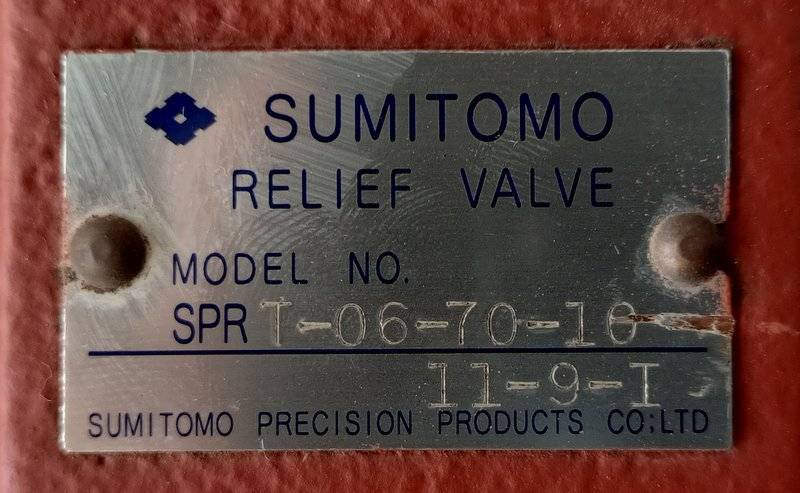 SUMITOMO
RELIEF VALVE
MODEL NO.
SPR T-06-70-10
11-9-I
SUMITOMO PRECISION PRODUCTS CO:LTD